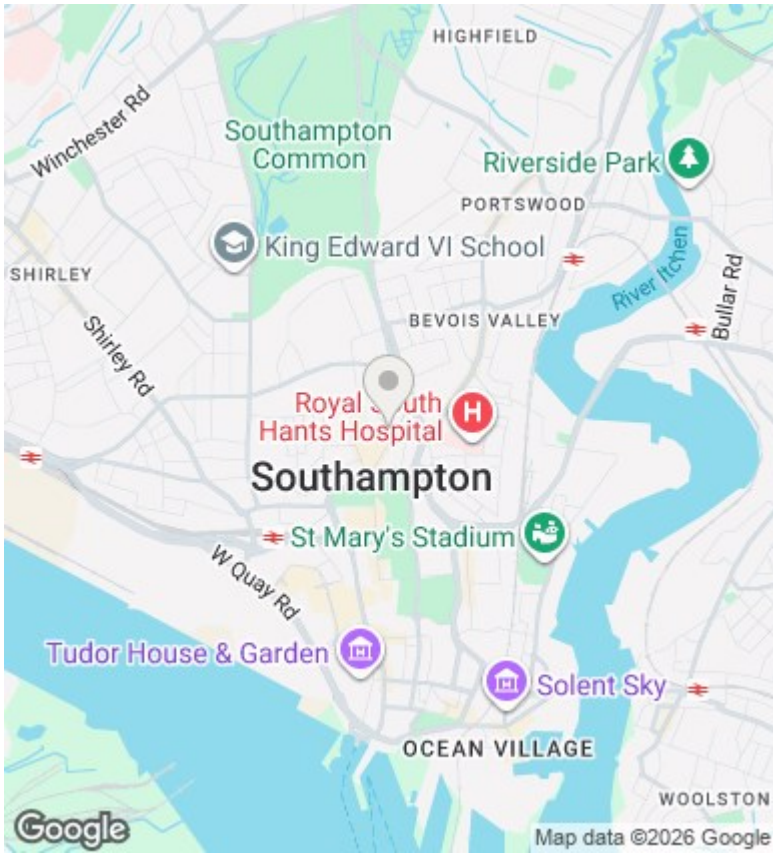 HIGHFIELD
Winchester Rd
Southampton
Common
Riverside Park
PORTSWOOD
King Edward VI School
SHIRLEY
River Itchen
Bullar Rd
Shirley Rd
BEVOIS VALLEY
Royal South
Hants Hospital
H
Southampton
St Mary's Stadium
W Quay Rd
Tudor House & Garden
Solent Sky
OCEAN VILLAGE
WOOLSTON
Google
Map data ©2026 Google